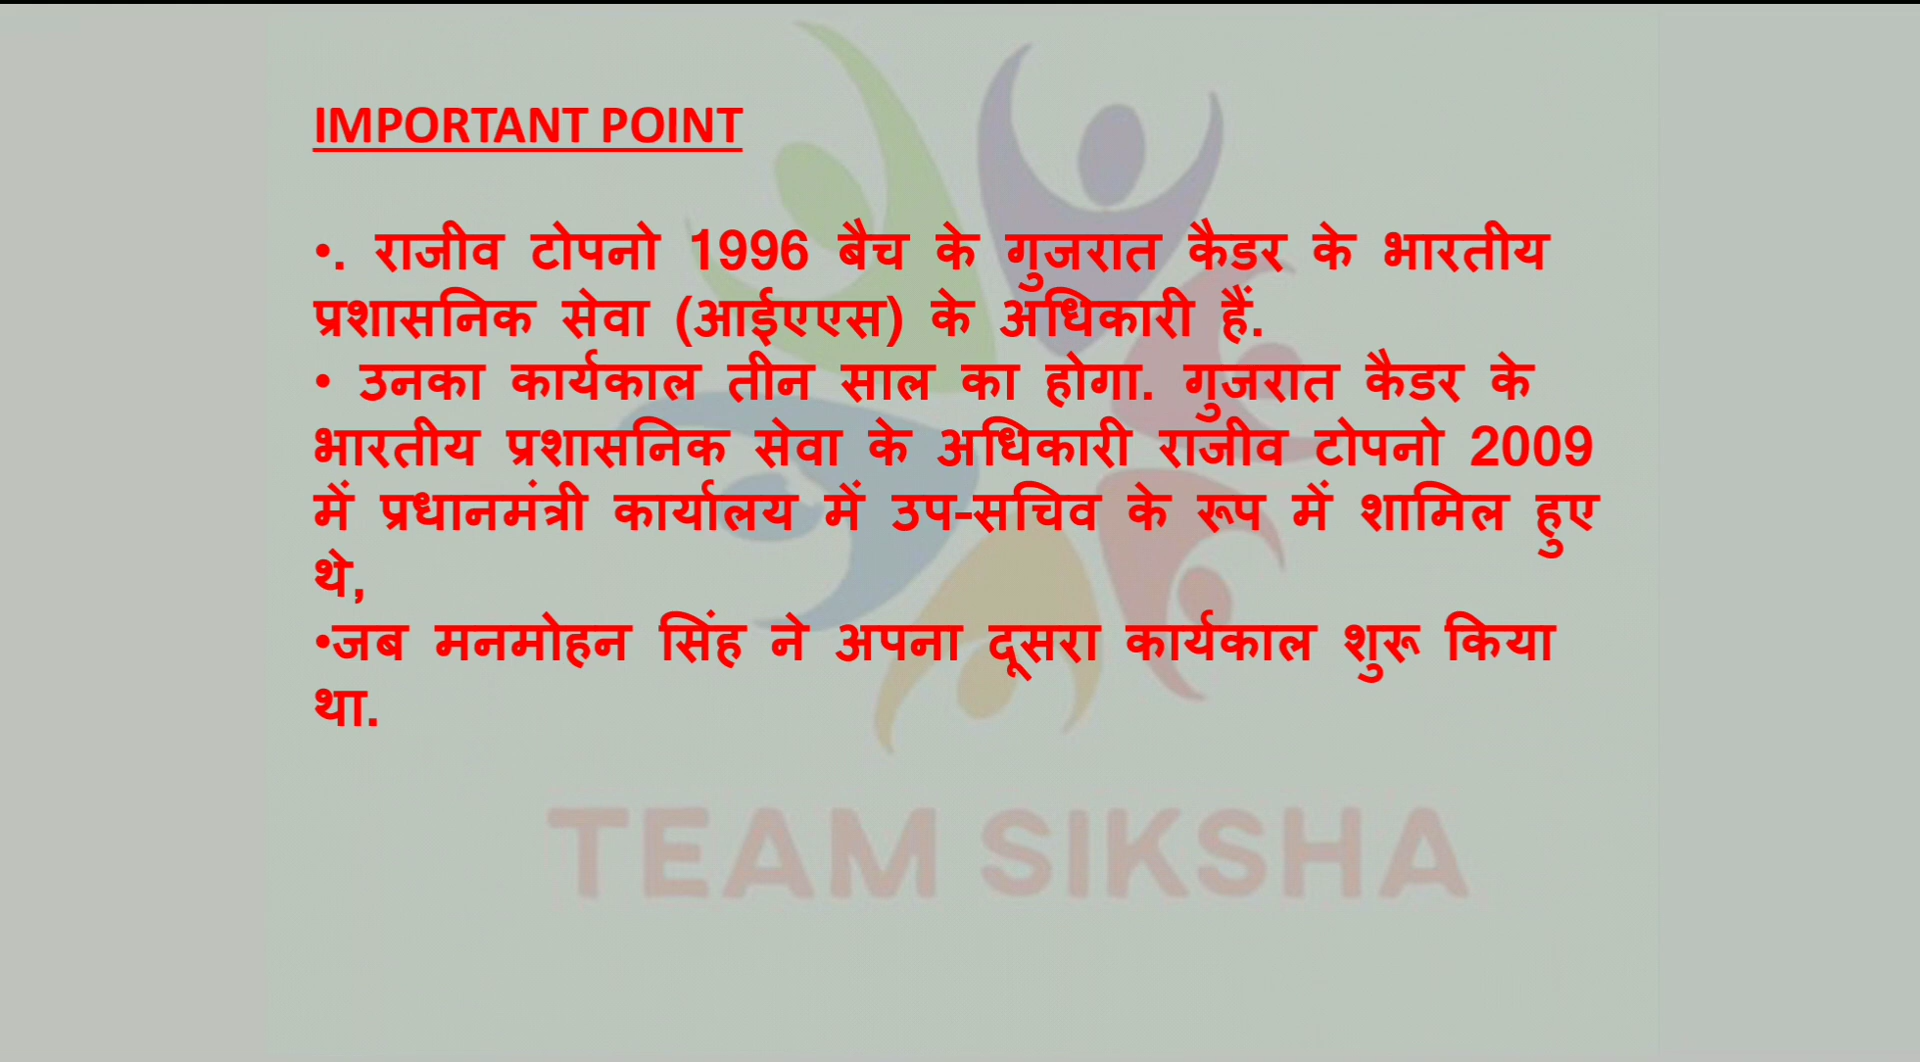 IMPORTANT POINT
•. राजीव टोपनो 1996 बैच के गुजरात कैडर के भारतीय
प्रशासनिक सेवा (आईएएस) के अधिकारी हैं.
• उनका कार्यकाल तीन साल का होगा. गुजरात कैडर के
भारतीय प्रशासनिक सेवा के अधिकारी राजीव टोपनो 2009
में प्रधानमंत्री कार्यालय में उप-सचिव के रूप में शामिल हुए
थे,
•जब मनमोहन सिंह ने अपना दूसरा कार्यकाल शुरू किया
था.
TEAM SIKSHA